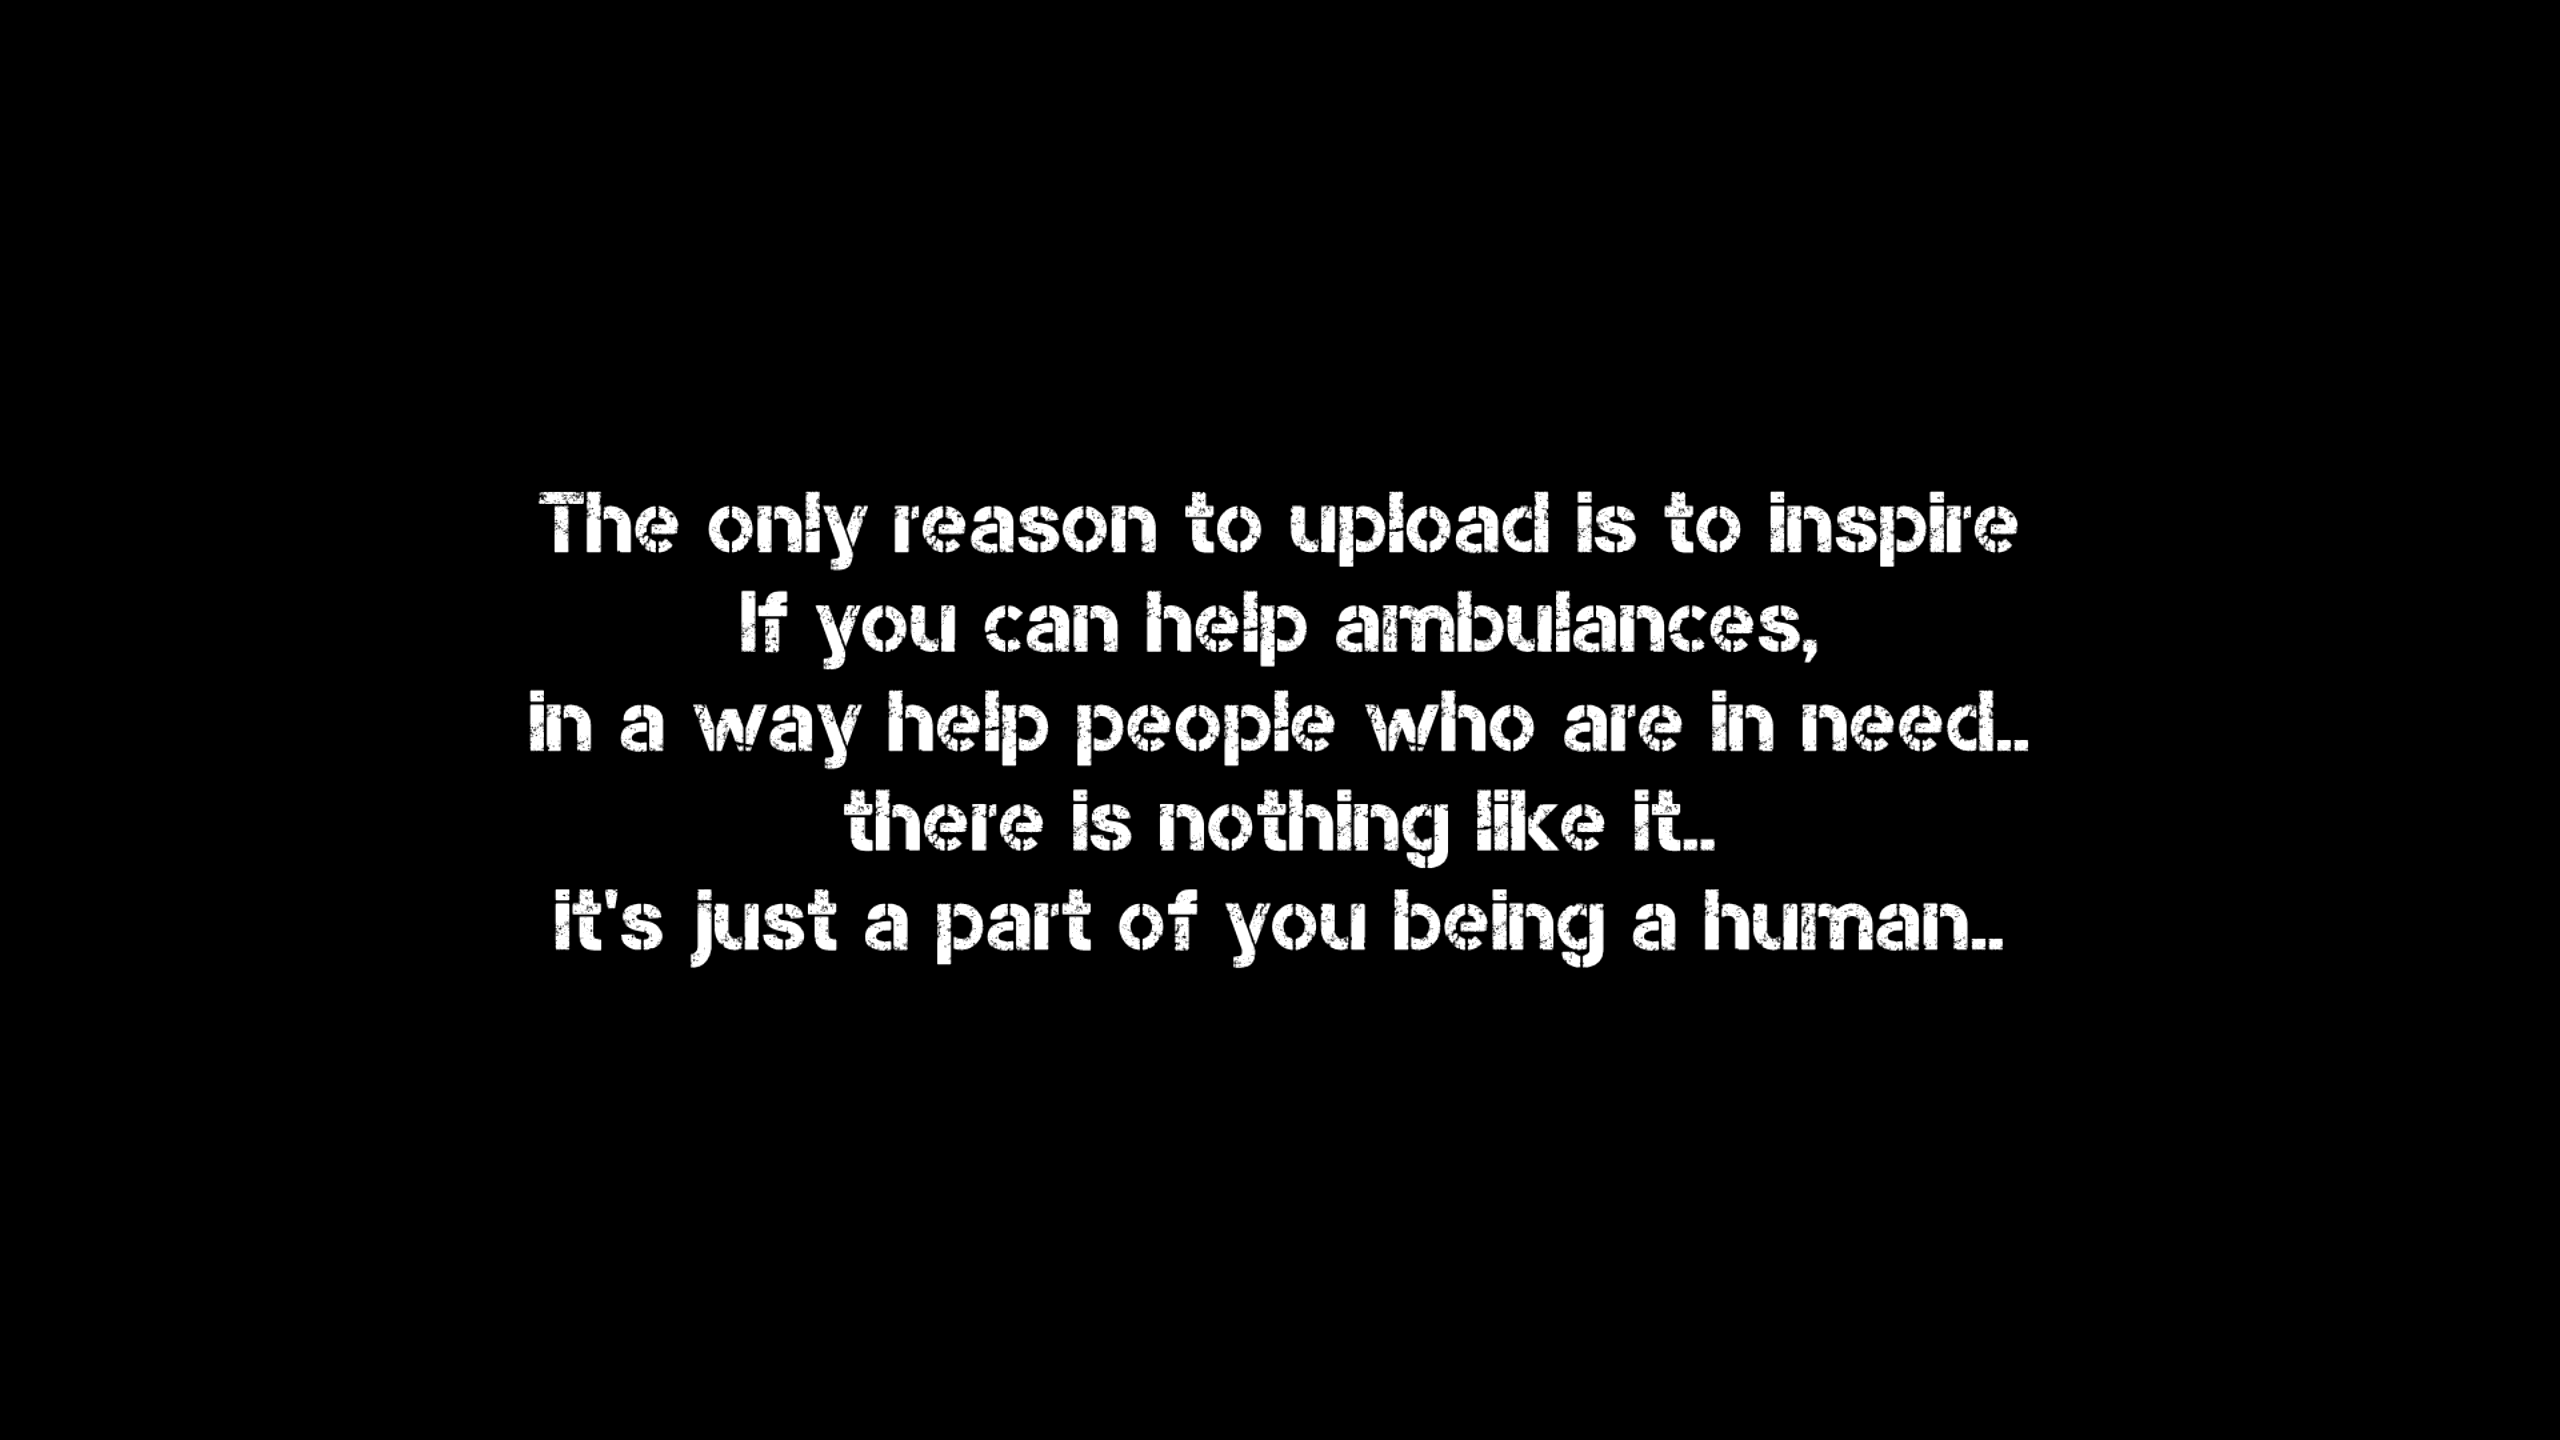 The only reason to upload is to inspire
If you can help ambulances,
in a way help people who are in need..
there is nothing like it..
it's just a part of you being a human..